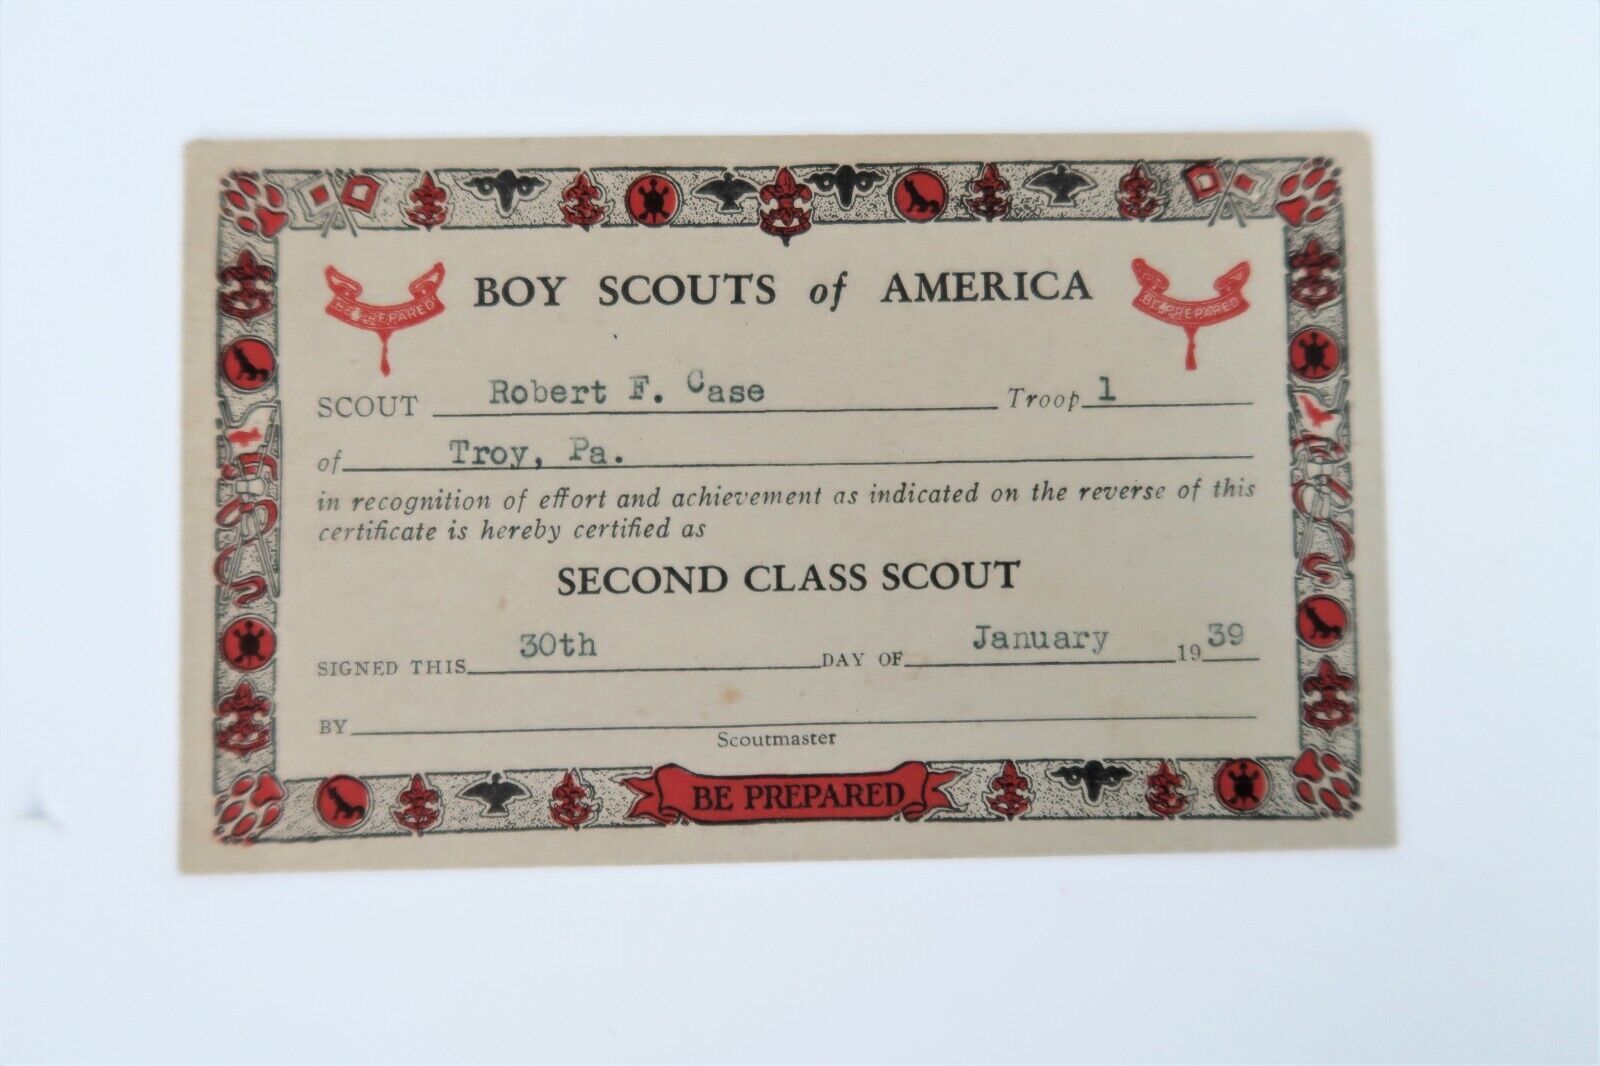 BOY SCOUTS of AMERICA
BE PREPARED
BE PREPARED
SCOUT Robert F. Case Troop 1
of Troy, Pa.
in recognition of effort and achievement as indicated on the reverse of this
certificate is hereby certified as
SECOND CLASS SCOUT
SIGNED THIS 30th DAY OF January 1939
BY
Scoutmaster
BE PREPARED